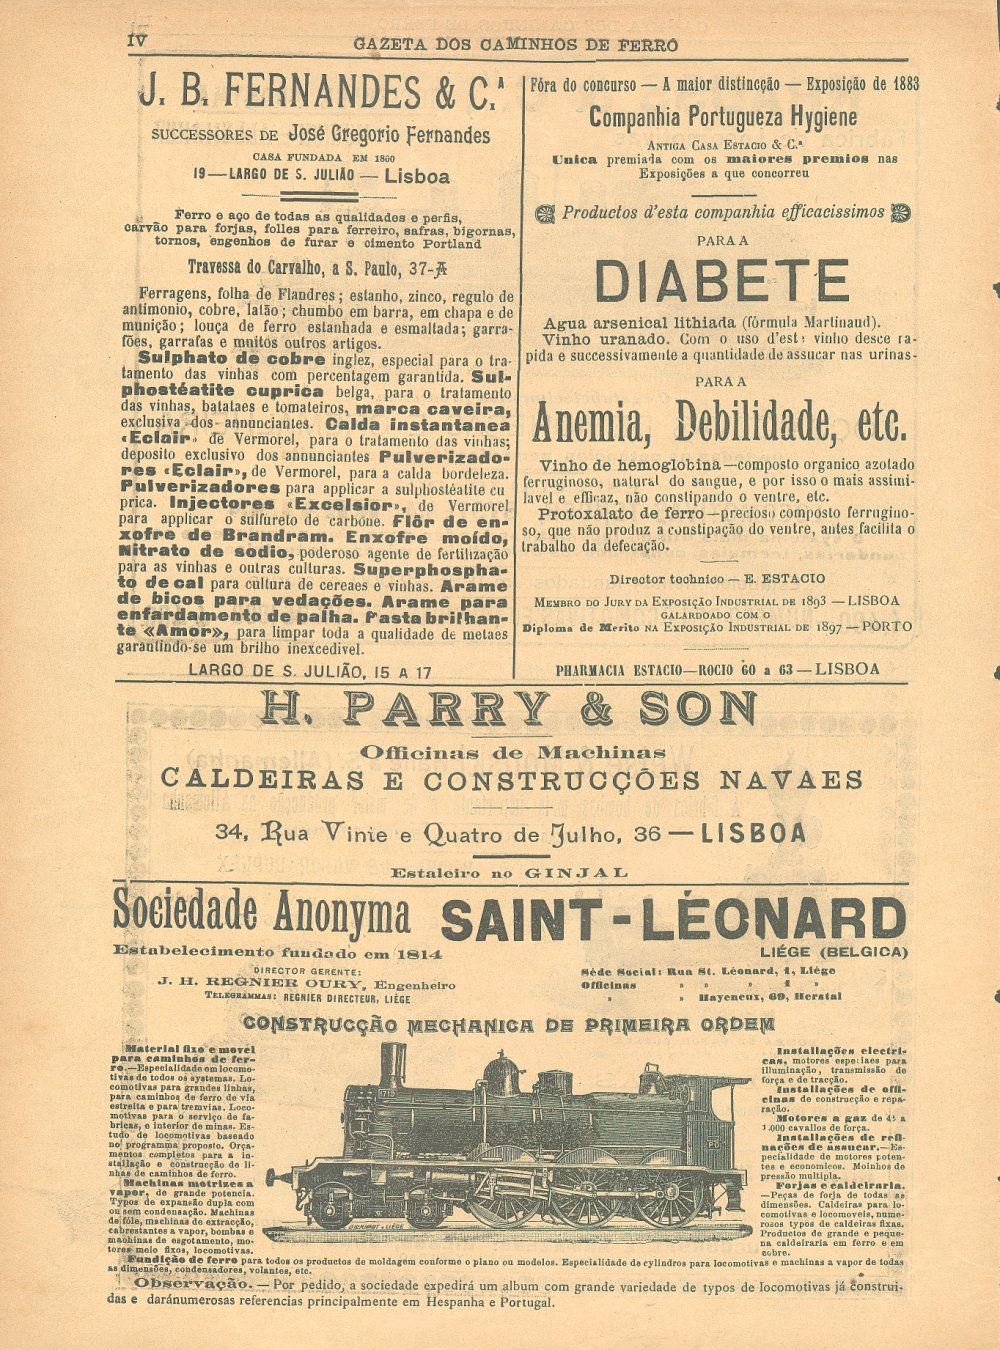 IV
GAZETA DOS CAMINHOS DE FERRO
J. B. FERNANDES & C.ª
SUCCESSORES DE José Gregorio Fernandes
CASA FUNDADA EM 1800
19—LARGO DE S. JULIÃO — Lisboa
Ferro e aço de todas as qualidades e perfis,
carvão para forjas, folles para ferreiro, safras, bigornas,
tornos, engenhos de furar e cimento Portland
Travessa do Carvalho, a S. Paulo, 37-A
Ferragens, folha de Flandres; estanho, zinco, regulo de
antimonio, cobre, latão; chumbo em barra, em chapa e de
munição; louça de ferro estanhada e esmaltada; garra-
fões, garrafas e muitos outros artigos.
Sulphato de cobre inglez, especial para o tra-
tamento das vinhas com percentagem garantida. Sul-
phostéatite cuprica belga, para o tratamento
das vinhas, batataes e tomateiros, marca caveira,
exclusiva dos annunciantes. Calda instantanea
«Eclair» de Vermorel, para o tratamento das vinhas;
deposito exclusivo dos annunciantes Pulverizado-
res «Eclair», de Vermorel, para a calda bordeleza.
Pulverizadores para applicar a sulphostéatite cu
prica. Injectores «Excelsior», de Vermorel
para applicar o sulfureto de carbone. Flôr de en-
xofre de Brandram. Enxofre moído,
Nitrato de sodio, poderoso agente de fertilização
para as vinhas e outras culturas. Superphospha-
to de cal para cultura de cereaes e vinhas. Arame
de bicos para vedações. Arame para
enfardamento de palha. Pasta brilhan-
te «Amor», para limpar toda a qualidade de metaes
garantindo-se um brilho inexcedivel.
LARGO DE S. JULIÃO, 15 A 17
Fóra do concurso — A maior distincção — Exposição de 1883
Companhia Portugueza Hygiene
ANTIGA CASA ESTACIO & C.ª
Unica premiada com os maiores premios nas
Exposições a que concorreu
Productos d'esta companhia efficacissimos
PARA A
DIABETE
Agua arsenical lithiada (fórmula Martinaud).
Vinho uranado. Com o uso d'este vinho desce ra-
pida e successivamente a quantidade de assucar nas urinas-
PARA A
Anemia, Debilidade, etc.
Vinho de hemoglobina—composto organico azotado
ferruginoso, natural do sangue, e por isso o mais assimi-
lavel e efficaz, não constipando o ventre, etc.
Protoxalato de ferro—precioso composto ferrugino-
so, que não produz a constipação do ventre, antes facilita o
trabalho da defecação.
Director technico — E. ESTACIO
MEMBRO DO JURY DA EXPOSIÇÃO INDUSTRIAL DE 1893 — LISBOA
GALARDOADO COM O
Diploma de Merito NA EXPOSIÇÃO INDUSTRIAL DE 1897 — PORTO
PHARMACIA ESTACIO—ROCIO 60 a 63 — LISBOA
H. PARRY & SON
Officinas de Machinas
CALDEIRAS E CONSTRUCÇÕES NAVAES
34, Rua Vinte e Quatro de Julho, 36 — LISBOA
Estaleiro no GINJAL
Sociedade Anonyma SAINT-LÉONARD
Estabelecimento fundado em 1814
LIÉGE (BELGICA)
DIRECTOR GERENTE:
J. H. REGNIER OURY, Engenheiro
TELEGRAMMAS: REGNIER DIRECTEUR, LIÉGE
Séde Social: Rua St. Léonard, 1, Liége
Officinas » » » 1 »
» » Hayeneux, 69, Herstal
CONSTRUCÇÃO MECHANICA DE PRIMEIRA ORDEM
Material fixo e movel
para caminhos de fer-
ro.—Especialidade em locomo-
tivas de todos os systemas. Lo-
comotivas para grandes linhas,
para caminhos de ferro de via
estreita e para tremvias. Loco-
motivas para o serviço de fa-
bricas, e interior de minas. Es-
tudo de locomotivas baseado
no programma proposto. Orça-
mentos completos para a in-
stallação e construcção de li-
nhas de caminhos de ferro.
Machinas motrizes a
vapor, de grande potencia.
Typos de expansão dupla com
ou sem condensação. Machinas
de fóle, machinas de extracção,
cabrestantes a vapor, bombas e
machinas de esgotamento, mo-
tores meio fixos, locomotivas.
Installações electri-
cas, motores especiaes para
illuminação, transmissão de
força e de tracção.
Installações de offi-
cinas de construcção e repa-
ração.
Motores a gaz de 4 a
1.000 cavallos de força.
Installações de refi-
nações de assucar.—Es-
pecialidade de motores poten-
tes e economicos. Moinhos de
pressão multipla.
Forjas e caldeiraria.
—Peças de forja de todas as
dimensões. Caldeiras para lo-
comotivas e locomoveis, nume-
rosos typos de caldeiras fixas.
Productos de grande e peque-
na caldeiraria em ferro e em
cobre.
Fundição de ferro para todos os productos de moldagem conforme o plano ou modelos. Especialidade de cylindros para locomotivas e machinas a vapor de todas
as dimensões, condensadores, volantes, etc.
Observação. — Por pedido, a sociedade expedirá um album com grande variedade de typos de locomotivas já construi-
das e daránumerosas referencias principalmente em Hespanha e Portugal.